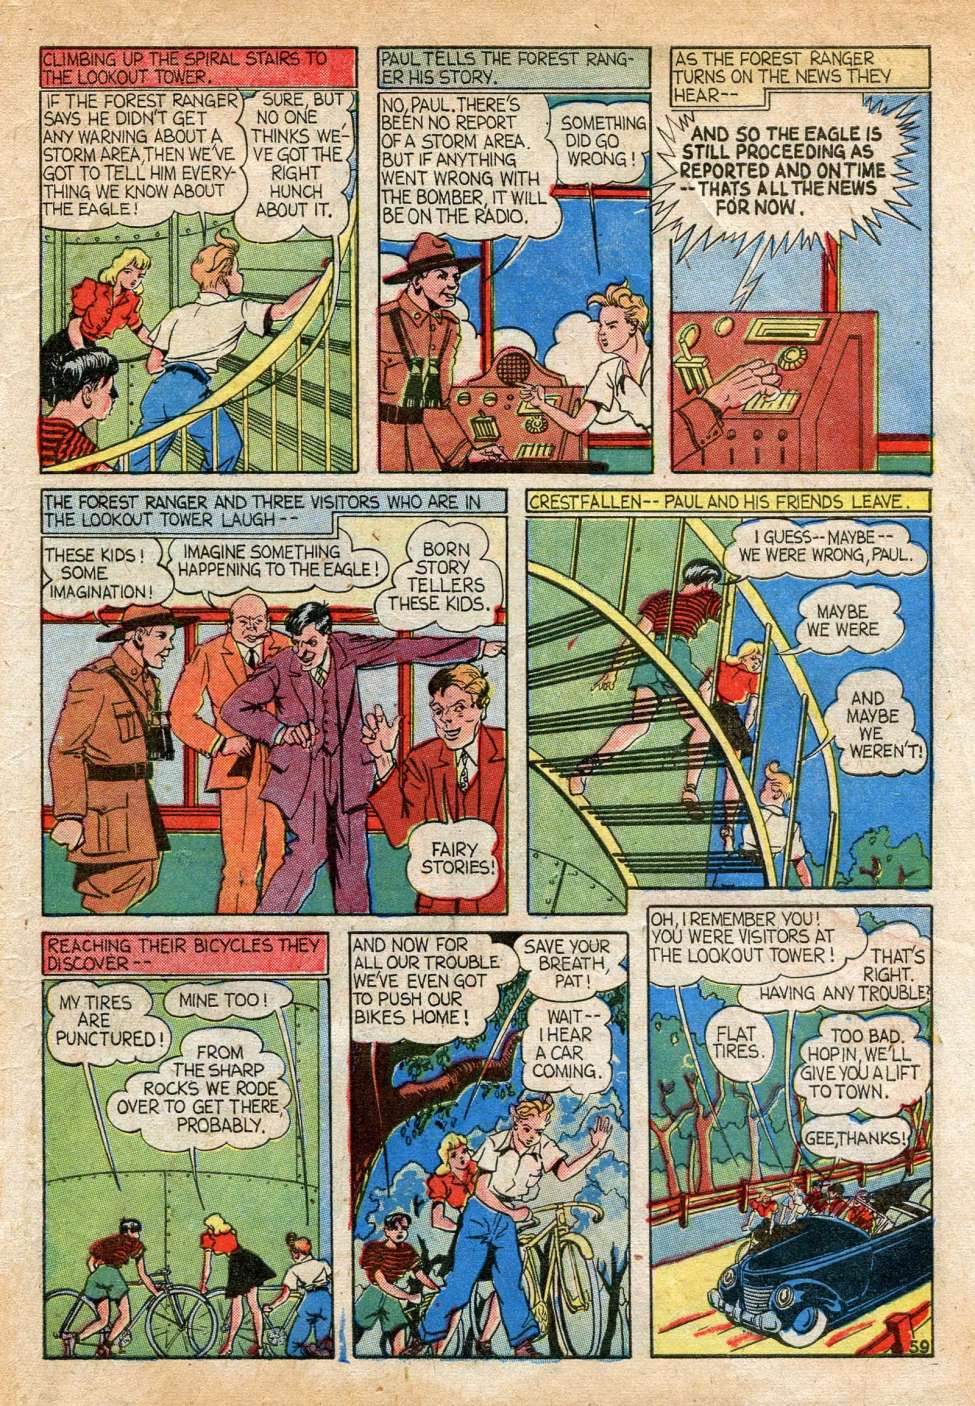 CLIMBING UP THE SPIRAL STAIRS TO
THE LOOKOUT TOWER.
IF THE FOREST RANGER
SAYS HE DIDN'T GET
ANY WARNING ABOUT A
STORM AREA, THEN WE'VE
GOT TO TELL HIM EVERY-
THING WE KNOW ABOUT
THE EAGLE!
SURE, BUT
NO ONE
THINKS WE-
'VE GOT THE
RIGHT
HUNCH
ABOUT IT.
PAUL TELLS THE FOREST RANG-
ER HIS STORY.
NO, PAUL. THERE'S
BEEN NO REPORT
OF A STORM AREA.
BUT IF ANYTHING
WENT WRONG WITH
THE BOMBER, IT WILL
BE ON THE RADIO.
SOMETHING
DID GO
WRONG!
AS THE FOREST RANGER
TURNS ON THE NEWS THEY
HEAR--
AND SO THE EAGLE IS
STILL PROCEEDING AS
REPORTED AND ON TIME
--THATS ALL THE NEWS
FOR NOW.
THE FOREST RANGER AND THREE VISITORS WHO ARE IN
THE LOOKOUT TOWER LAUGH--
THESE KIDS!
SOME
IMAGINATION!
IMAGINE SOMETHING
HAPPENING TO THE EAGLE!
BORN
STORY
TELLERS
THESE KIDS.
FAIRY
STORIES!
CRESTFALLEN-- PAUL AND HIS FRIENDS LEAVE.
I GUESS--MAYBE--
WE WERE WRONG, PAUL.
MAYBE
WE WERE
AND
MAYBE
WE
WEREN'T!
REACHING THEIR BICYCLES THEY
DISCOVER--
MY TIRES
ARE
PUNCTURED!
MINE TOO!
FROM
THE SHARP
ROCKS WE RODE
OVER TO GET THERE,
PROBABLY.
AND NOW FOR
ALL OUR TROUBLE
WE'VE EVEN GOT
TO PUSH OUR
BIKES HOME!
SAVE YOUR
BREATH,
PAT!
WAIT--
I HEAR
A CAR
COMING.
OH, I REMEMBER YOU!
YOU WERE VISITORS AT
THE LOOKOUT TOWER!
THAT'S
RIGHT.
HAVING ANY TROUBLE?
FLAT
TIRES.
TOO BAD.
HOP IN, WE'LL
GIVE YOU A LIFT
TO TOWN.
GEE, THANKS!
59